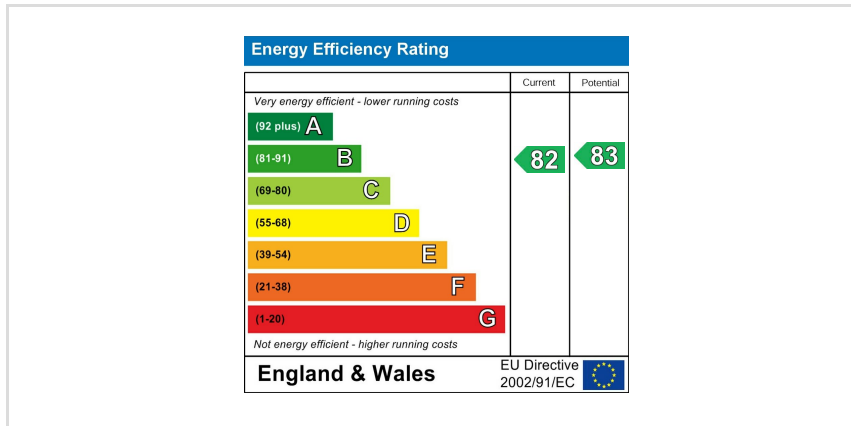 Energy Efficiency Rating
Current Potential
Very energy efficient - lower running costs
(92 plus) A
(81-91) B 82 83
(69-80) C
(55-68) D
(39-54) E
(21-38) F
(1-20) G
Not energy efficient - higher running costs
England & Wales
EU Directive
2002/91/EC